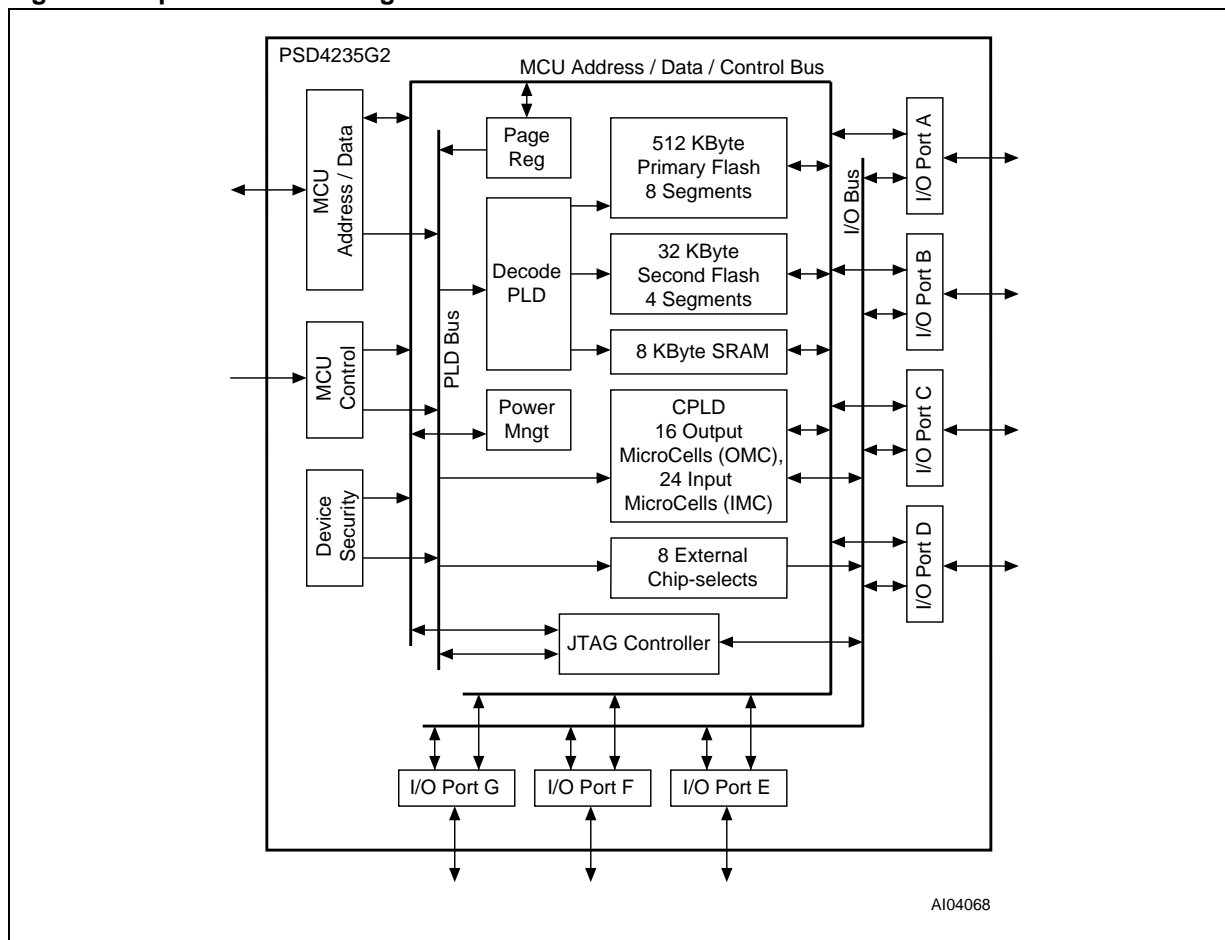 PSD4235G2
MCU Address / Data / Control Bus
MCU
Address / Data
Page
Reg
512 KByte
Primary Flash
8 Segments
I/O Port A
I/O Bus
Decode
PLD
32 KByte
Second Flash
4 Segments
I/O Port B
PLD Bus
8 KByte SRAM
MCU
Control
Power
Mngt
CPLD
16 Output
MicroCells (OMC),
24 Input
MicroCells (IMC)
I/O Port C
Device
Security
8 External
Chip-selects
I/O Port D
JTAG Controller
I/O Port G
I/O Port F
I/O Port E
AI04068